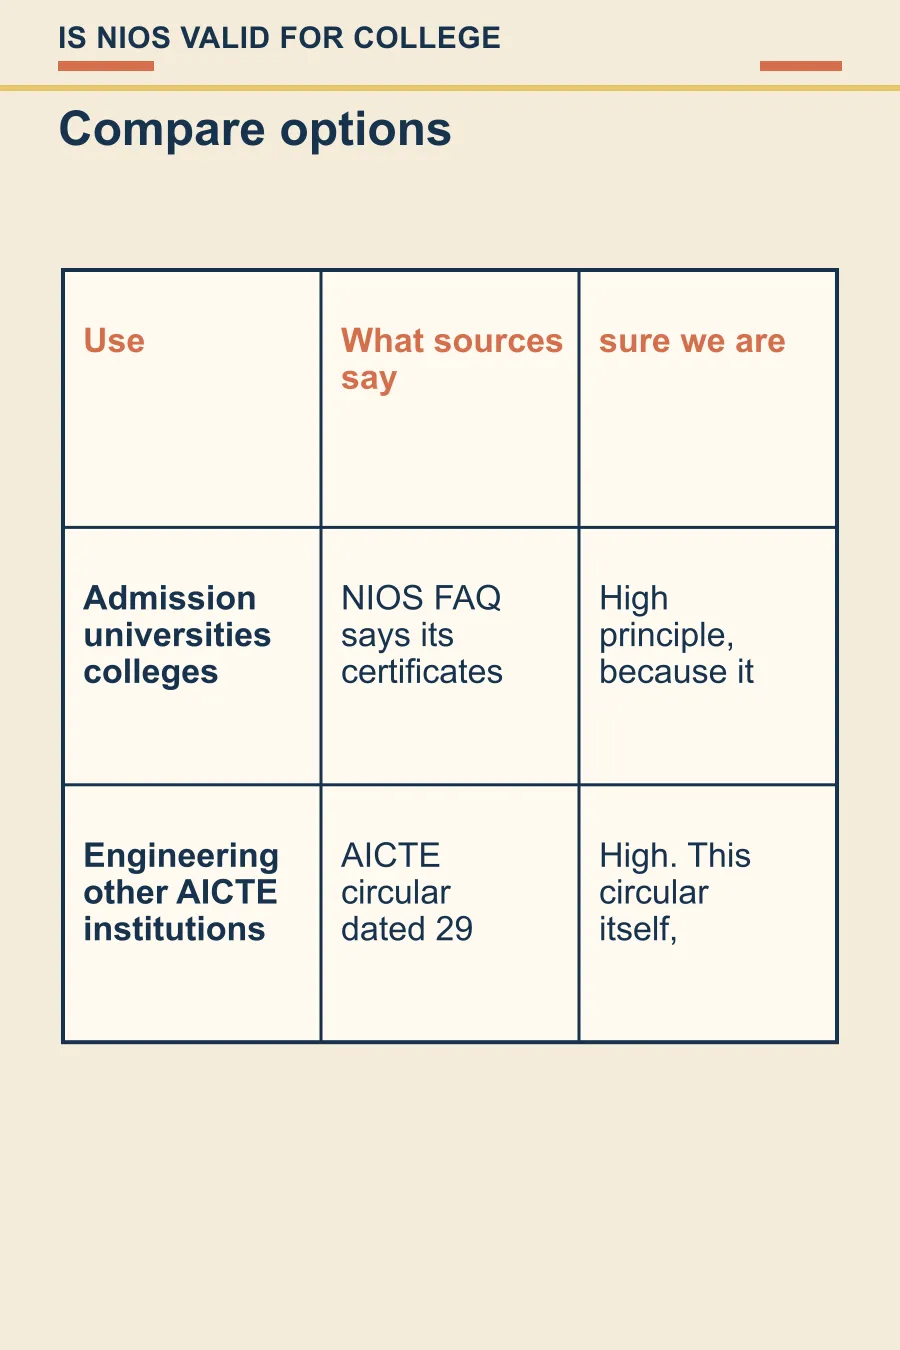 IS NIOS VALID FOR COLLEGE
Compare options
Use
What sources
say
sure we are
Admission
universities
colleges
NIOS FAQ
says its
certificates
High
principle,
because it
Engineering
other AICTE
institutions
AICTE
circular
dated 29
High. This
circular
itself,